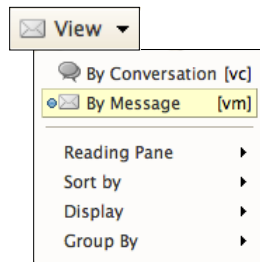 View
By Conversation [vc]
By Message [vm]
Reading Pane
Sort by
Display
Group By